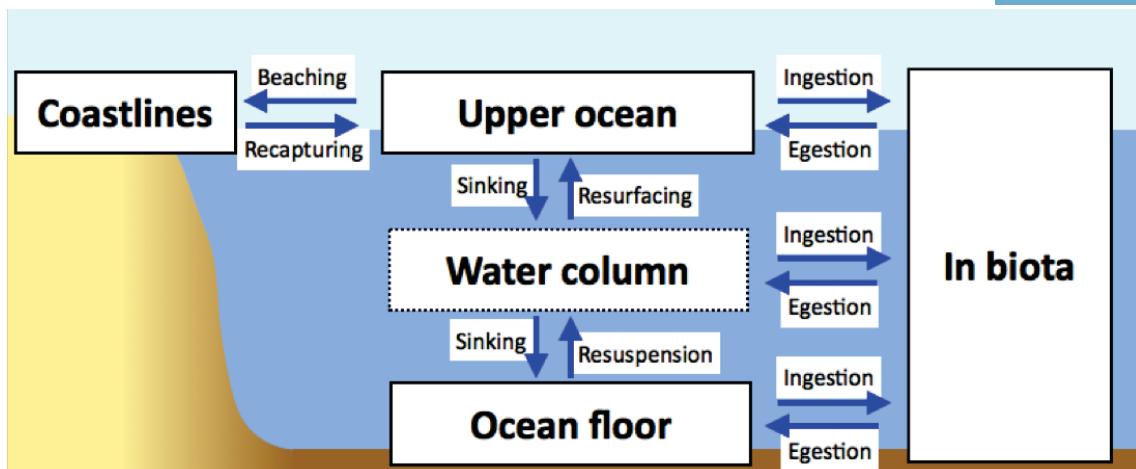 Beaching
Ingestion
Coastlines
Upper ocean
In biota
Recapturing
Egestion
Sinking
Resurfacing
Ingestion
Water column
Egestion
Sinking
Resuspension
Ingestion
Ocean floor
Egestion